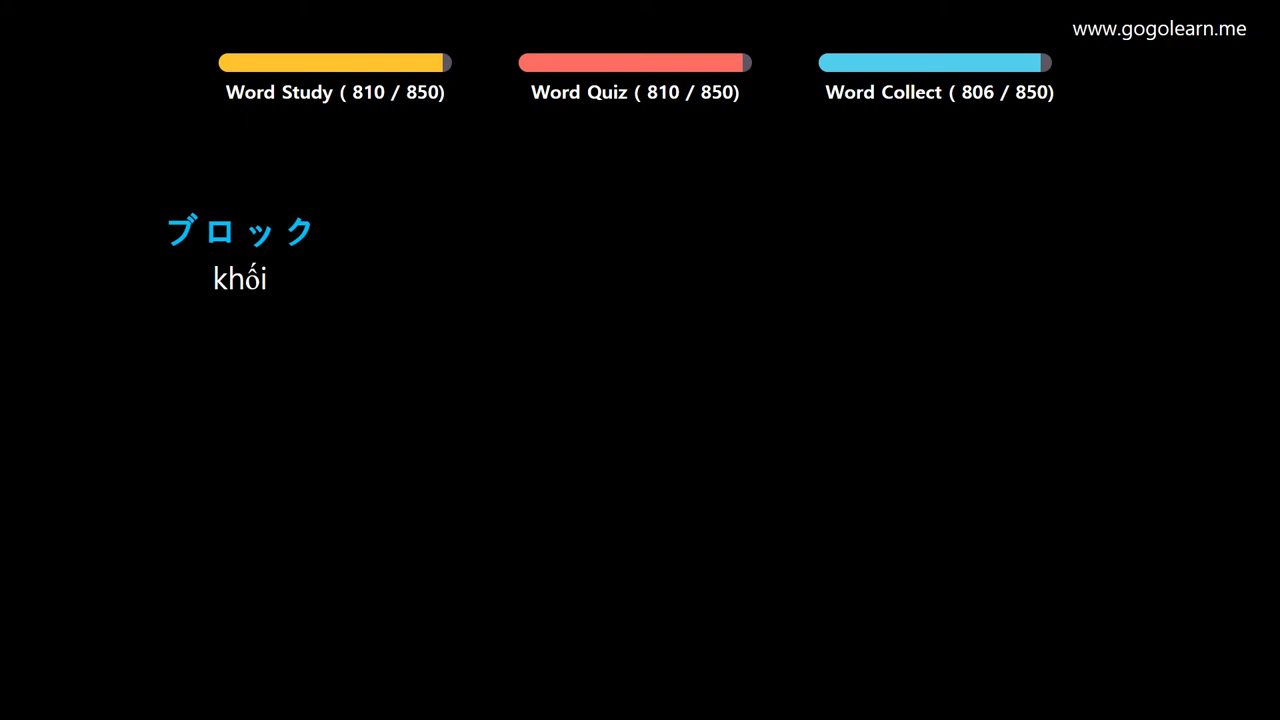 www.gogolearn.me
Word Study ( 810 / 850)
Word Quiz ( 810 / 850)
Word Collect ( 806 / 850)
ブロック
khối